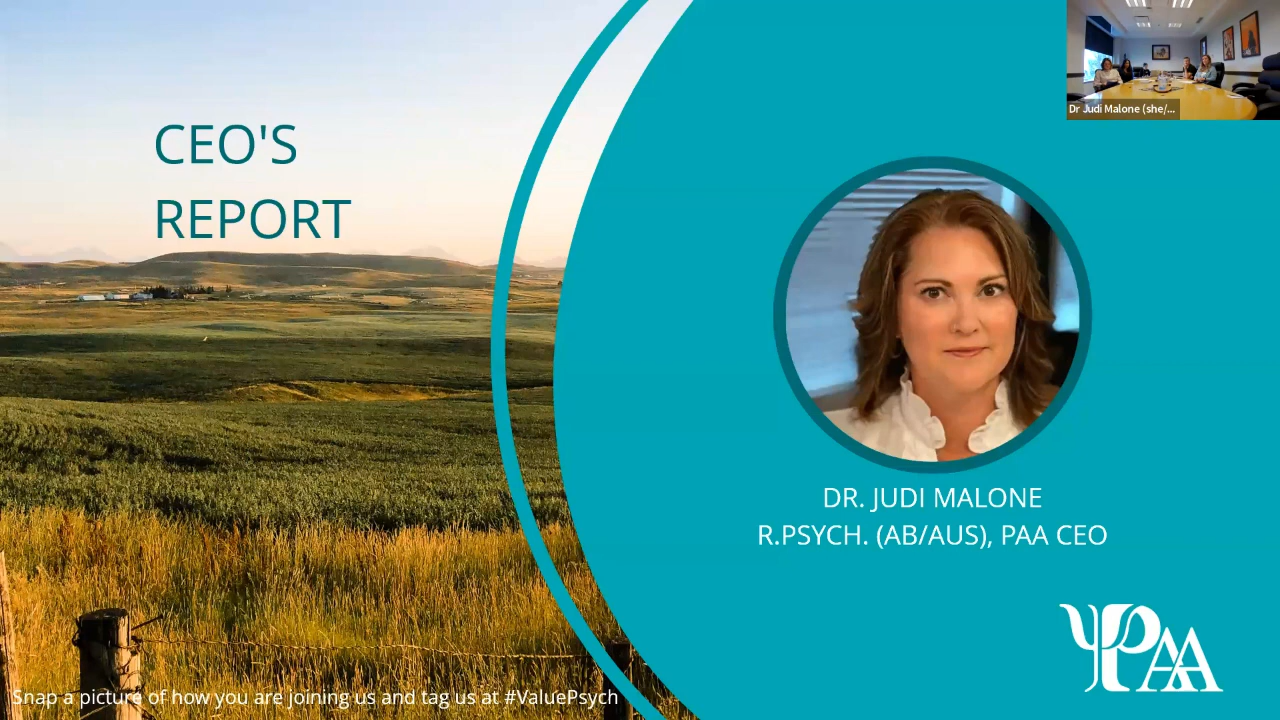 CEO'S
REPORT
Dr Judi Malone (she/...
DR. JUDI MALONE
R.PSYCH. (AB/AUS), PAA CEO
ΨPAA
Snap a picture of how you are joining us and tag us at #ValuePsych